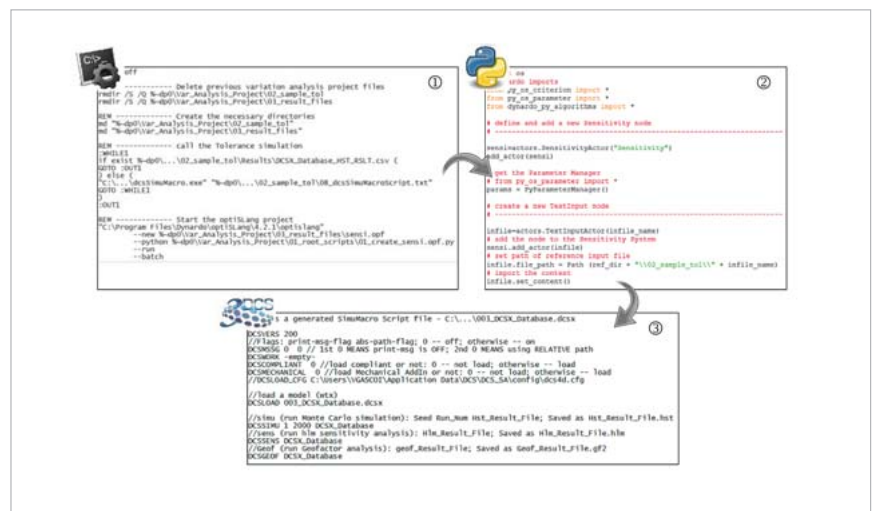 C:\>_
off
①
REM ------------ Delete previous variation analysis project files
rmdir /S /Q %~dp0\Var_Analysis_Project\02_sample_tol
rmdir /S /Q %~dp0\Var_Analysis_Project\03_result_files
REM ------------ Create the necessary directories
md "%~dp0\Var_Analysis_Project\02_sample_tol"
md "%~dp0\Var_Analysis_Project\03_result_files"
REM ------------ Call the Tolerance simulation
:WHILE1
if exist %~dp0\...\02_sample_tol\Results\DCSX_Database_HST_RSLT.csv (
GOTO :OUT1
) else (
"C:\...\dcsSimuMacro.exe" "%~dp0\...\02_sample_tol\08_dcsSimuMacroScript.txt"
GOTO :WHILE1
)
:OUT1
REM ------------ Start the optiSLang project
"C:\Program Files\Dynardo\optiSLang\4.2.1\optislang"
--new %~dp0\Var_Analysis_Project\03_result_files\sensi.opf
--python %~dp0\Var_Analysis_Project\01_root_scripts\01_create_sensi.opf.py
--run
--batch
②
os
imports
py_os_criterion import *
from py_os_parameter import *
from dynardo_py_algorithms import *
# define and add a new Sensitivity node
# ------------------------------------------------------------
sensi=actors.SensitivityActor("Sensitivity")
add_actor(sensi)
get the Parameter Manager
# from py_os_parameter import *
params = PyParameterManager()
# create a new TextInput node
# ------------------------------------------------------------
infile=actors.TextInputActor(infile_name)
# add the node to the Sensitivity System
sensi.add_actor(infile)
# set path of reference input file
infile.file_path = Path (ref_dir + "\\02_sample_tol\\" + infile_name)
# import the content
infile.set_content()
3DCS
s a generated SimuMacro Script file - C:\...\003_DCSX_Database.dcsx
③
DCSVERS 200
//Flags: print-msg-flag abs-path-flag; 0 -- off; otherwise -- on
DCSMSSG 0 0 // 1st 0 MEANS print-msg is OFF; 2nd 0 MEANS using RELATIVE path
DCSWORK -empty-
DCSCOMPLIANT 0 //load compliant or not: 0 -- not load; otherwise -- load
DCSMECHANICAL 0 //load Mechanical AddIn or not: 0 -- not load; otherwise -- load
//DCSLOAD_CFG C:\Users\YGASCOI\Application Data\DCS\DCS_SA\config\dcs4d.cfg
//load a model (wtx)
DCSLOAD 003_DCSX_Database.dcsx
//simu (run Monte Carlo simulation): Seed Run_Num Hst_Result_File; Saved as Hst_Result_File.hst
DCSSIMU 1 2000 DCSX_Database
//sens (run hlm sensitivity analysis): Hlm_Result_File; Saved as Hlm_Result_File.hlm
DCSSENS DCSX_Database
//Geof (run Geofactor analysis): geof_Result_File; Saved as Geof_Result_File.gf2
DCSGEOF DCSX_Database